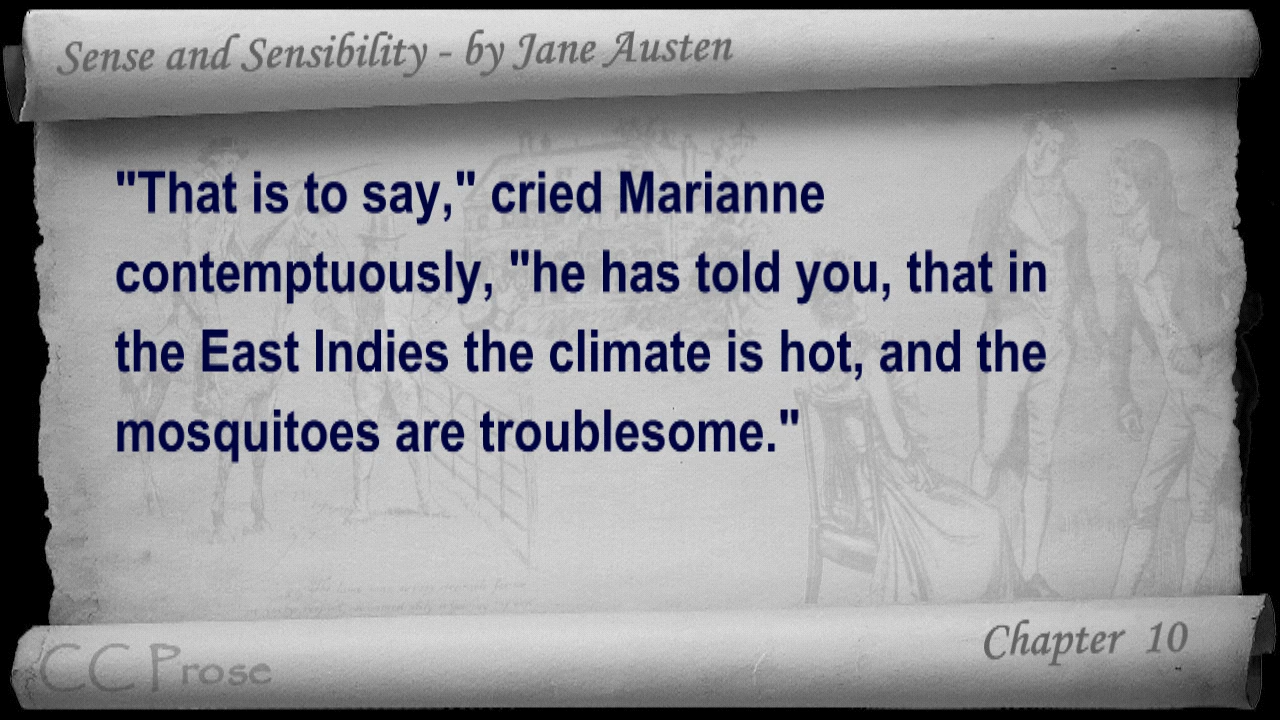 Sense and Sensibility - by Jane Austen
"That is to say," cried Marianne
contemptuously, "he has told you, that in
the East Indies the climate is hot, and the
mosquitoes are troublesome."
Chapter 10
CC Prose